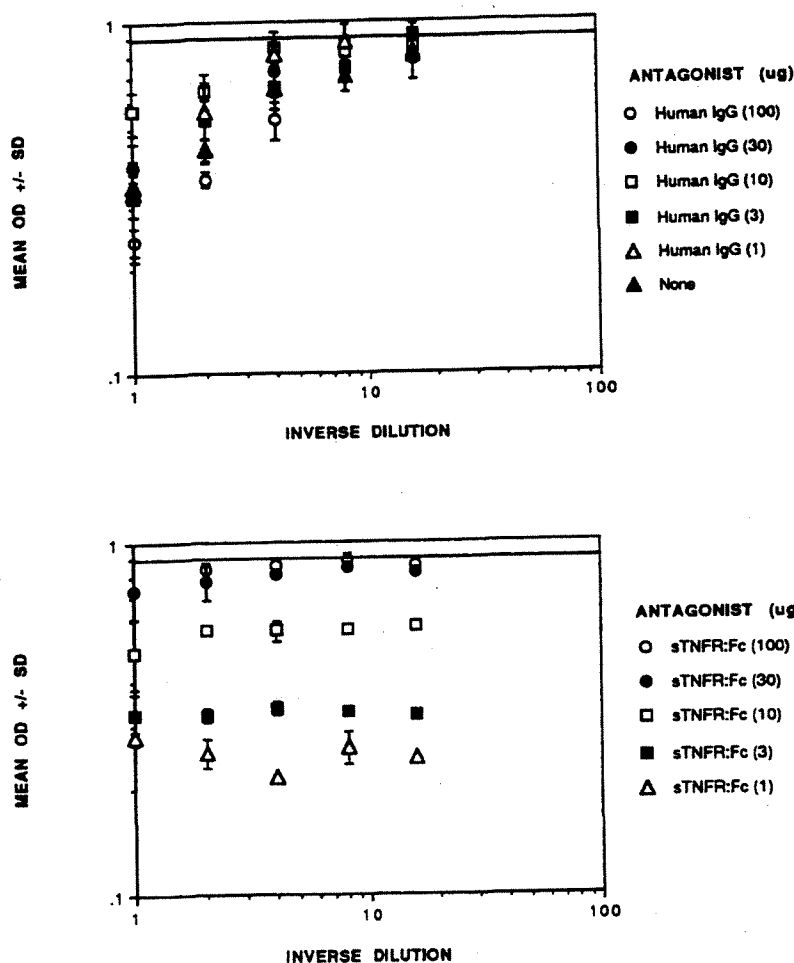 1
.1
1
10
100
MEAN OD +/- SD
INVERSE DILUTION
ANTAGONIST (ug)
Human IgG (100)
Human IgG (30)
Human IgG (10)
Human IgG (3)
Human IgG (1)
None
1
.1
1
10
100
MEAN OD +/- SD
INVERSE DILUTION
ANTAGONIST (ug
sTNFR:Fc (100)
sTNFR:Fc (30)
sTNFR:Fc (10)
sTNFR:Fc (3)
sTNFR:Fc (1)